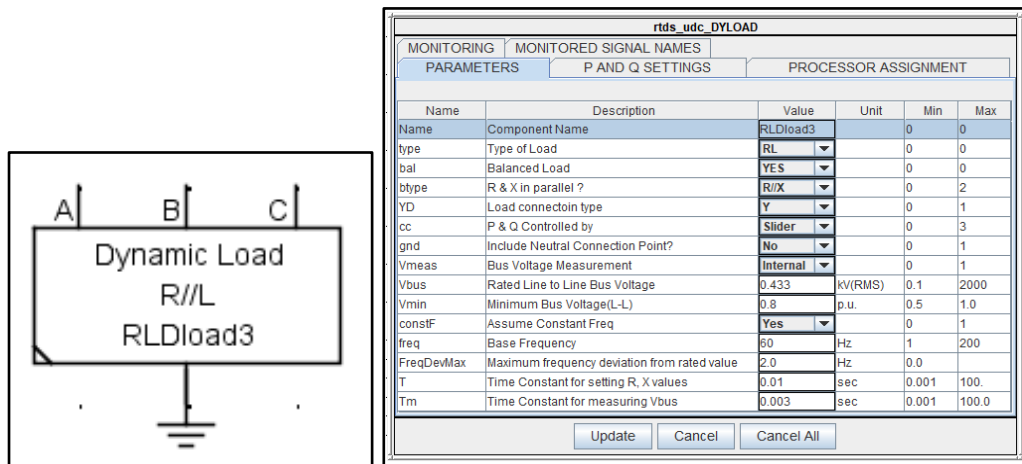 A B C
Dynamic Load
R//L
RLDload3
rtds_udc_DYLOAD
MONITORING MONITORED SIGNAL NAMES
PARAMETERS P AND Q SETTINGS PROCESSOR ASSIGNMENT
Name Description Value Unit Min Max
Name Component Name RLDload3 0 0
type Type of Load RL 0 0
bal Balanced Load YES 0 0
btype R & X in parallel ? R//X 0 2
YD Load connectoin type Y 0 1
cc P & Q Controlled by Slider 0 3
gnd Include Neutral Connection Point? No 0 1
Vmeas Bus Voltage Measurement Internal 0 1
Vbus Rated Line to Line Bus Voltage 0.433 kV(RMS) 0.1 2000
Vmin Minimum Bus Voltage(L-L) 0.8 p.u. 0.5 1.0
constF Assume Constant Freq Yes 0 1
freq Base Frequency 60 Hz 1 200
FreqDevMax Maximum frequency deviation from rated value 2.0 Hz 0.0
T Time Constant for setting R, X values 0.01 sec 0.001 100.
Tm Time Constant for measuring Vbus 0.003 sec 0.001 100.0
Update Cancel Cancel All